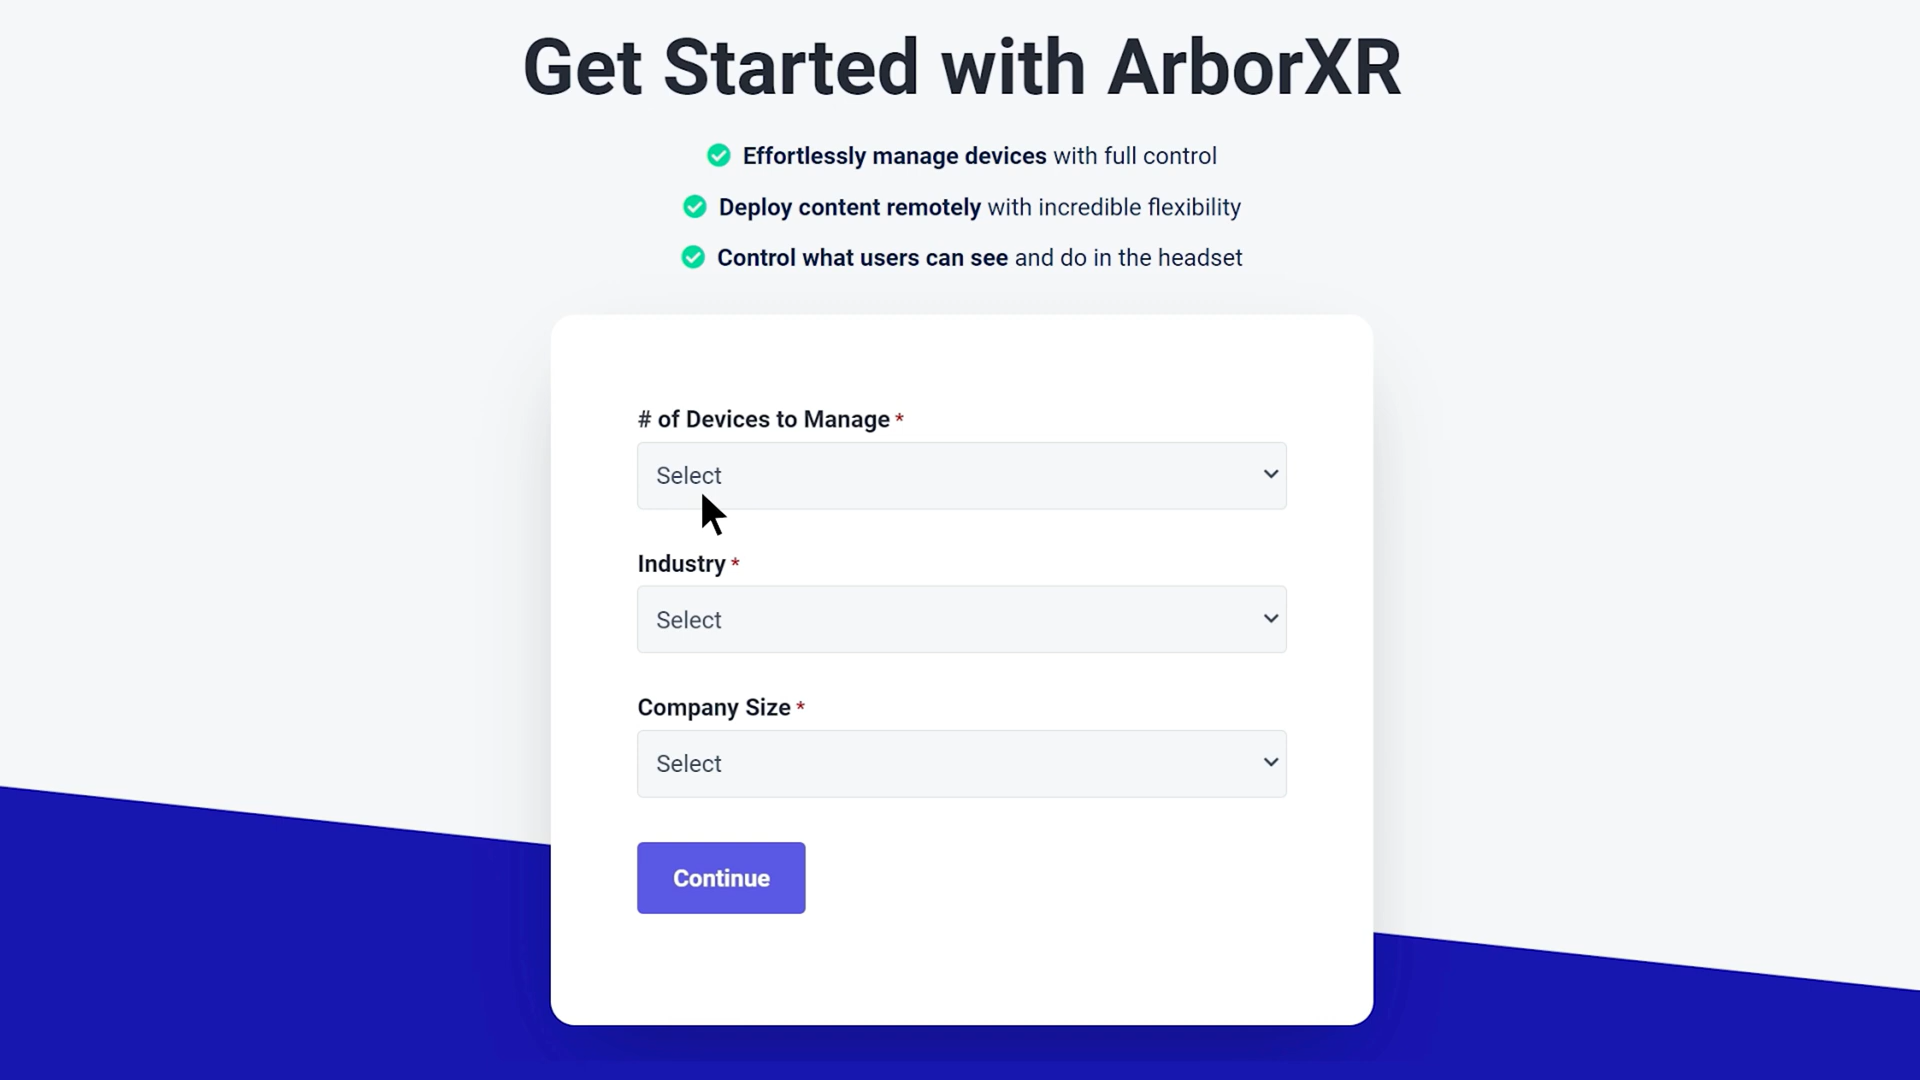 Get Started with ArborXR
Effortlessly manage devices with full control
Deploy content remotely with incredible flexibility
Control what users can see and do in the headset
# of Devices to Manage *
Select
Industry *
Select
Company Size *
Select
Continue